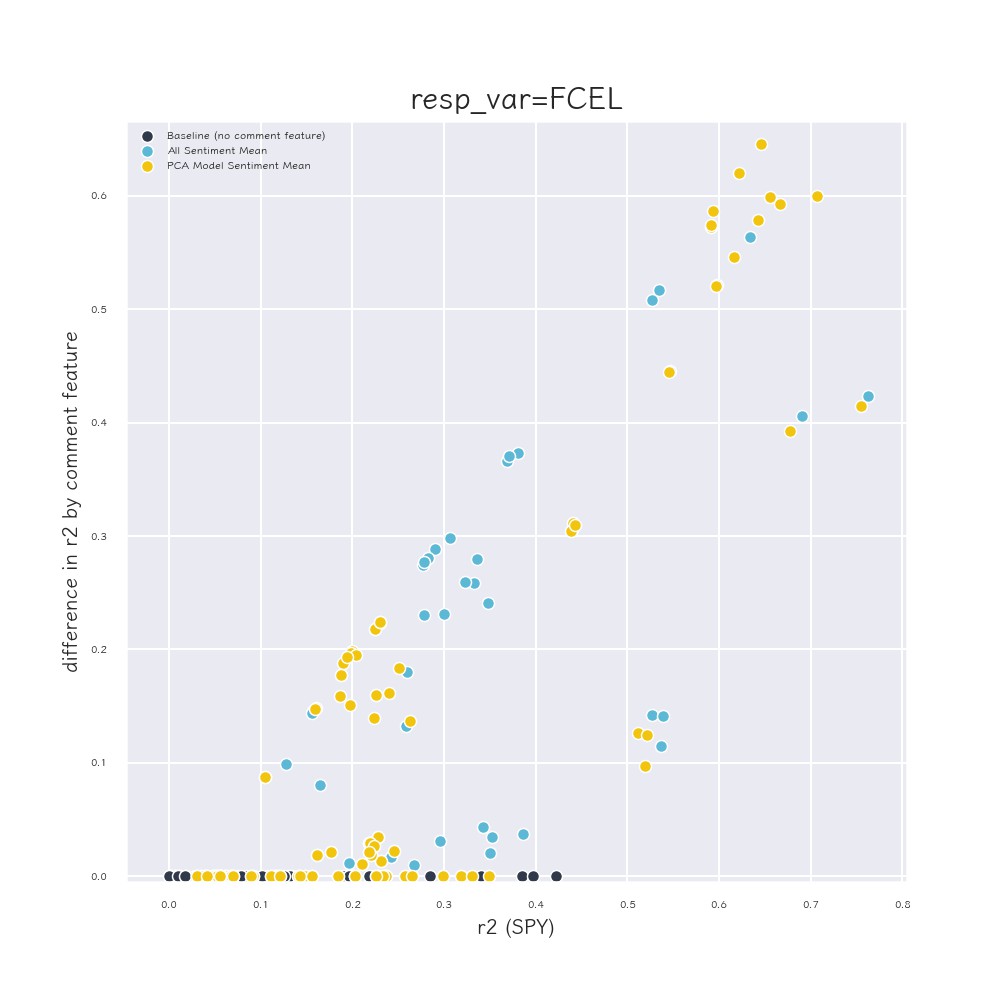 resp_var=FCEL
Baseline (no comment feature)
All Sentiment Mean
PCA Model Sentiment Mean
difference in r2 by comment feature
0.6
0.5
0.4
0.3
0.2
0.1
0.0
0.0 0.1 0.2 0.3 0.4 0.5 0.6 0.7 0.8
r2 (SPY)